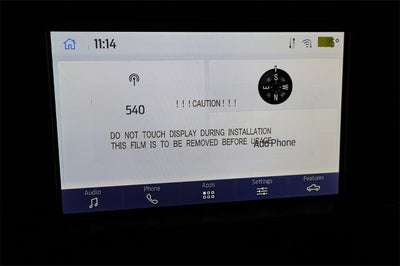 11:14
S
E
W
N
540
!!!CAUTION!!!
DO NOT TOUCH DISPLAY DURING INSTALLATION
THIS FILM IS TO BE REMOVED BEFORE USAGE
Add Phone
Audio
Phone
Apps
Settings
Features